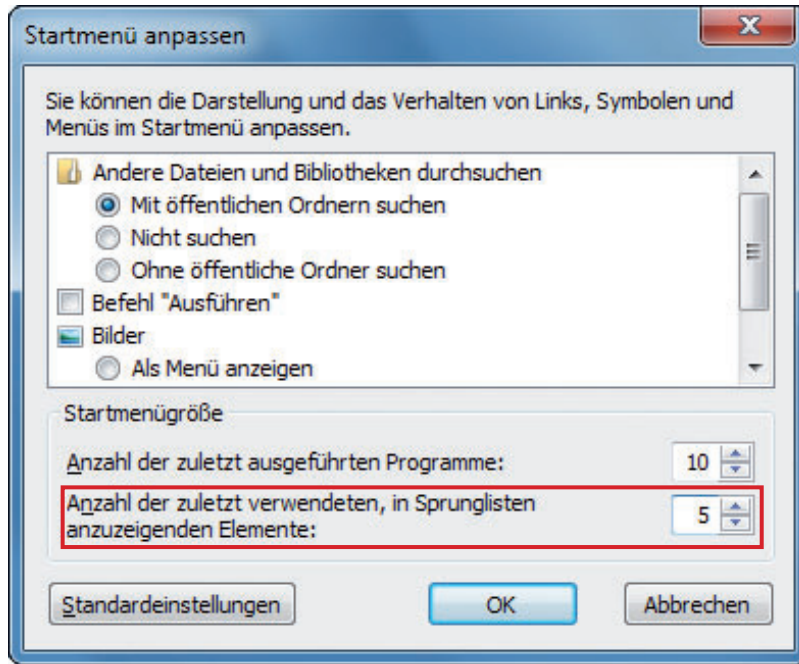 Startmenü anpassen
Sie können die Darstellung und das Verhalten von Links, Symbolen und
Menüs im Startmenü anpassen.
Andere Dateien und Bibliotheken durchsuchen
Mit öffentlichen Ordnern suchen
Nicht suchen
Ohne öffentliche Ordner suchen
Befehl "Ausführen"
Bilder
Als Menü anzeigen
Startmenügröße
Anzahl der zuletzt ausgeführten Programme: 10
Anzahl der zuletzt verwendeten, in Sprunglisten
anzuzeigenden Elemente: 5
Standardeinstellungen OK Abbrechen